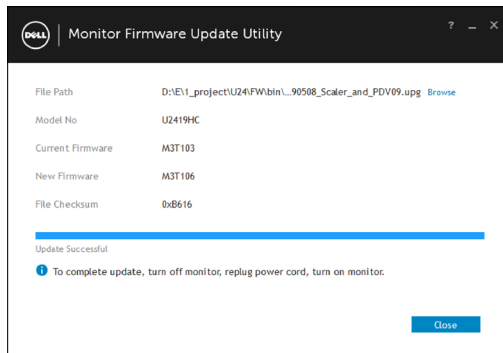 DELL Monitor Firmware Update Utility ? _ X
File Path D:\E\1_project\U24\FW\bin\...90508_Scaler_and_PDV09.upg Browse
Model No U2419HC
Current Firmware M3T103
New Firmware M3T106
File Checksum 0xB616
Update Successful
To complete update, turn off monitor, replug power cord, turn on monitor.
Close